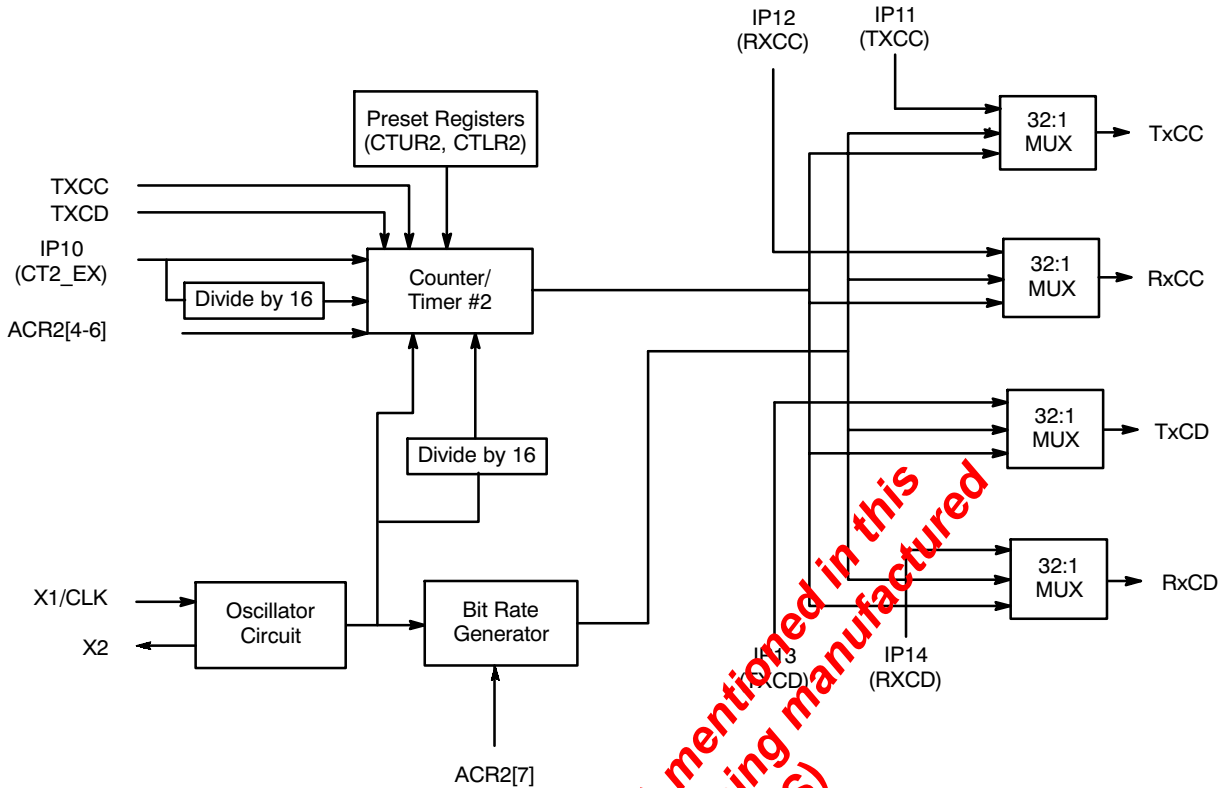 IP12
(RXCC)
IP11
(TXCC)
Preset Registers
(CTUR2, CTLR2)
32:1
MUX
TxCC
TXCC
TXCD
IP10
(CT2_EX)
Divide by 16
Counter/
Timer #2
32:1
MUX
RxCC
ACR2[4-6]
32:1
MUX
TxCD
Divide by 16
32:1
MUX
RxCD
X1/CLK
X2
Oscillator
Circuit
Bit Rate
Generator
IP13
(TXCD)
IP14
(RXCD)
ACR2[7]
mentioned in this
manufactured